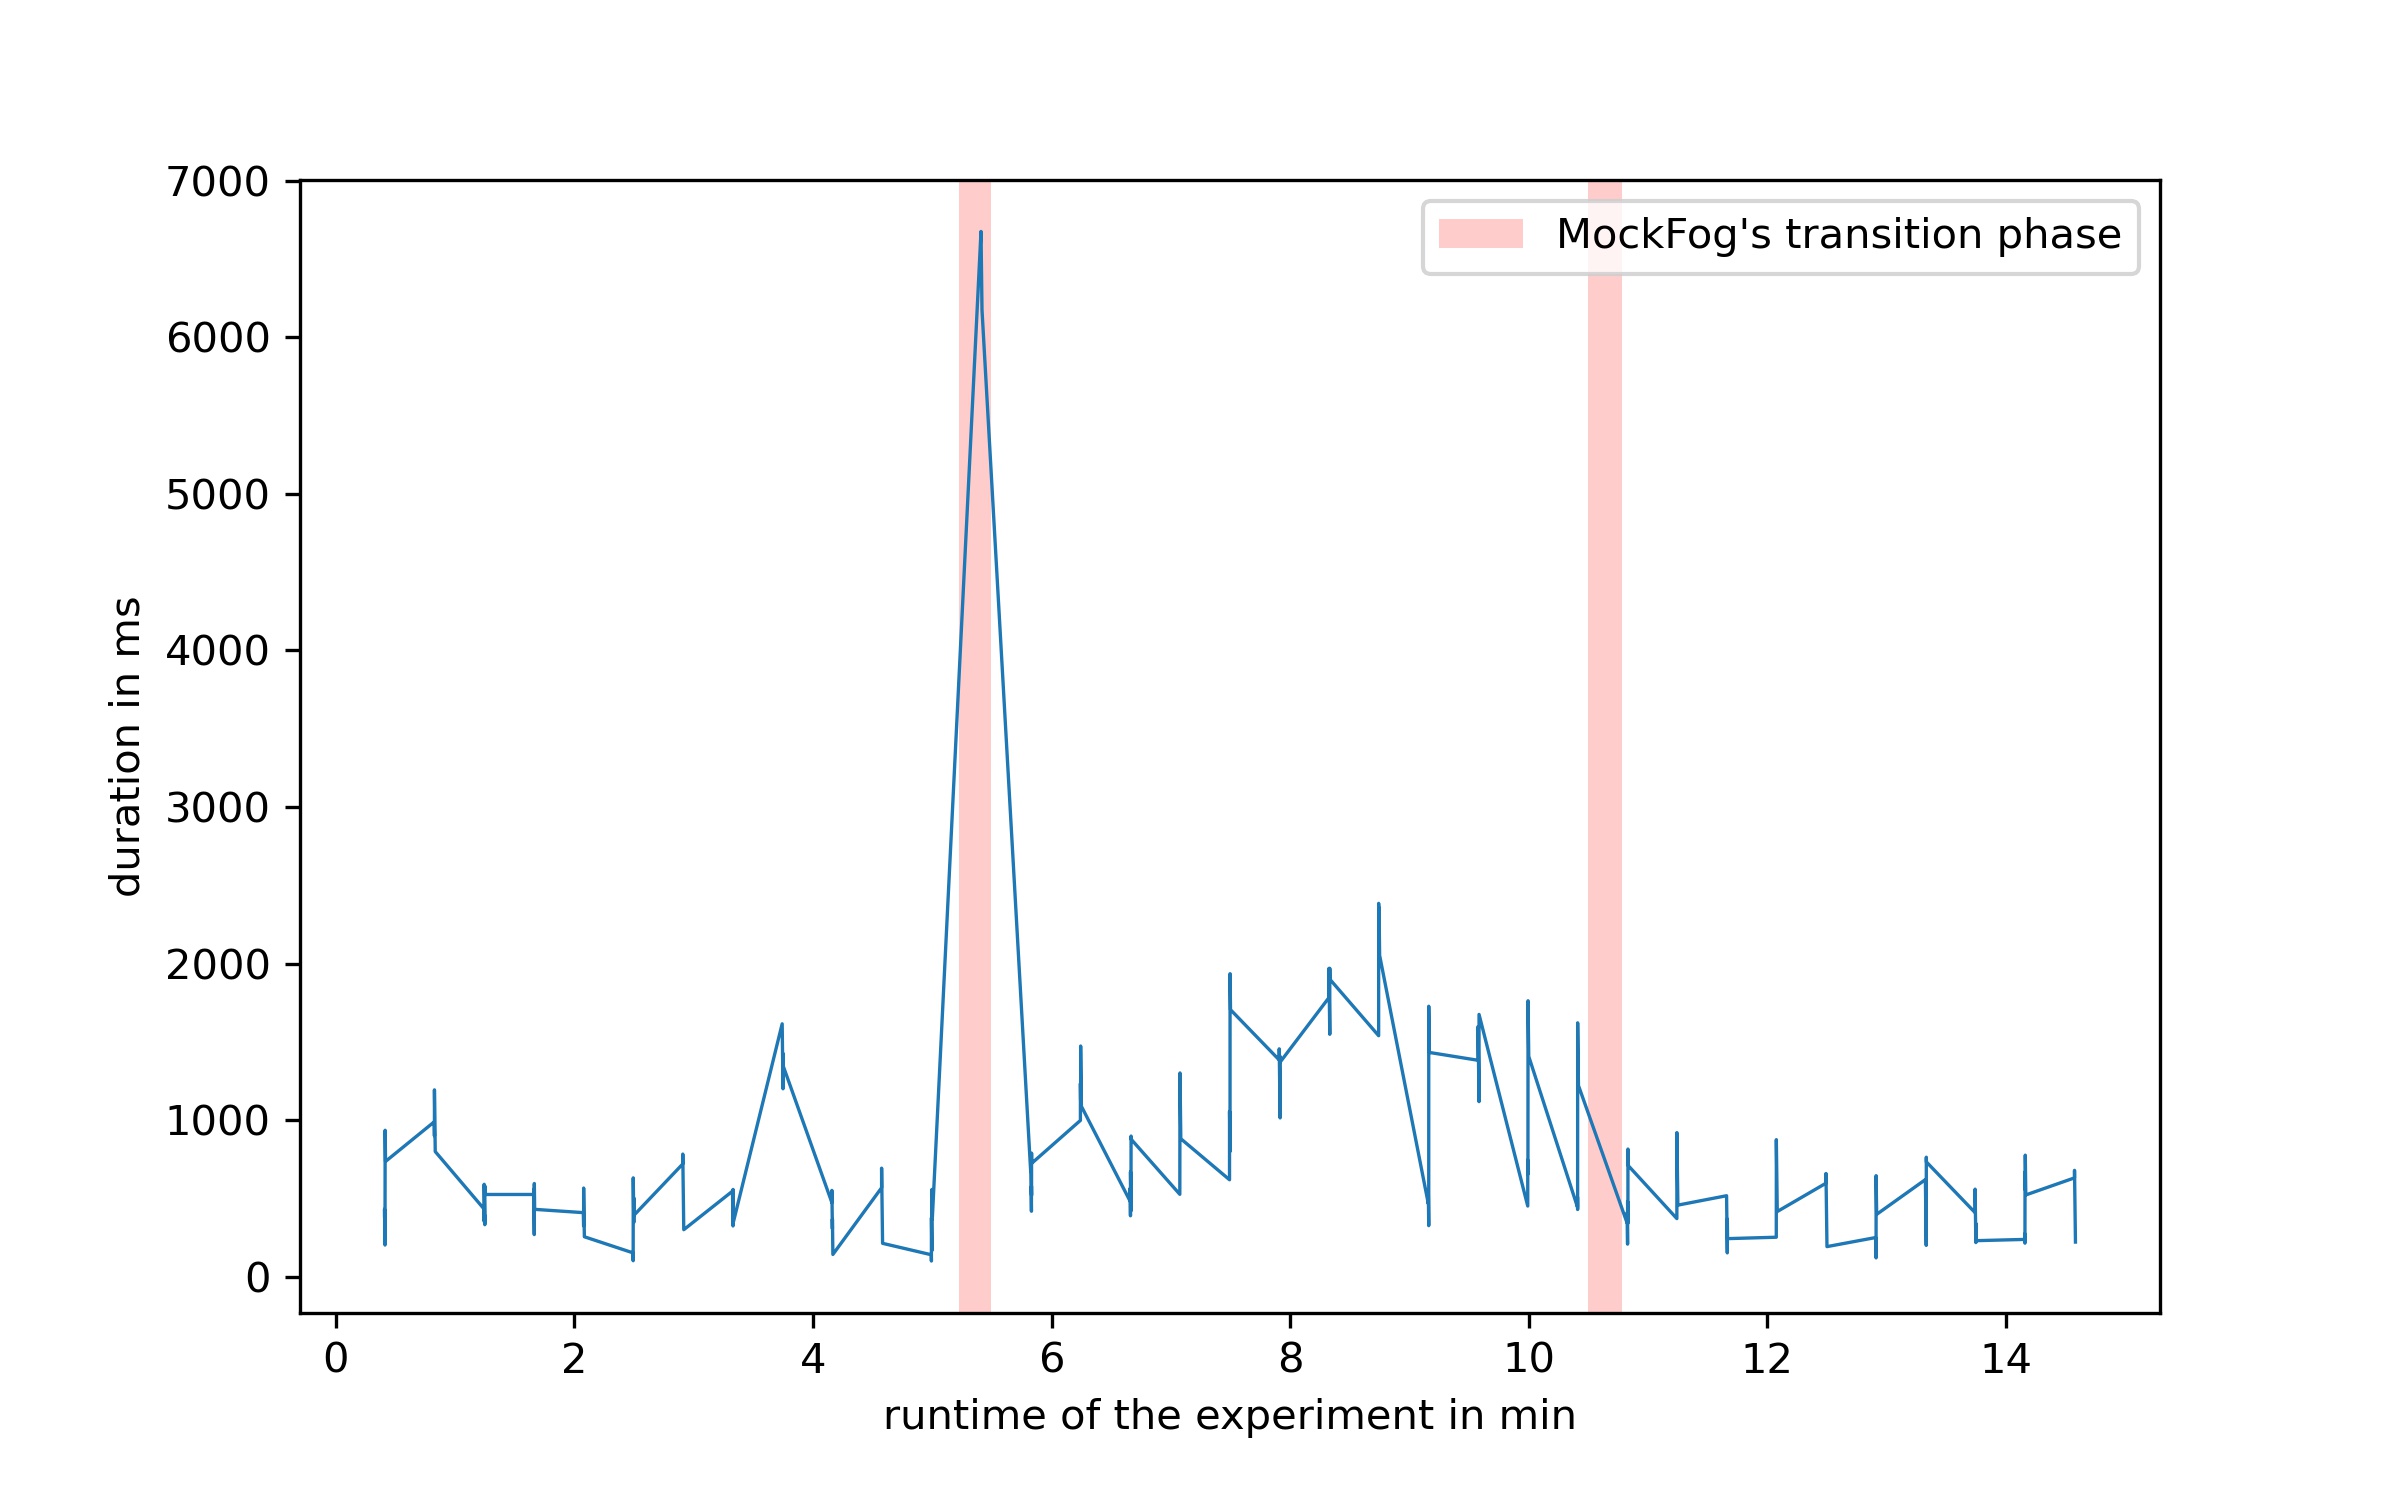 7000
6000
5000
4000
3000
2000
1000
0
duration in ms
MockFog's transition phase
0 2 4 6 8 10 12 14
runtime of the experiment in min